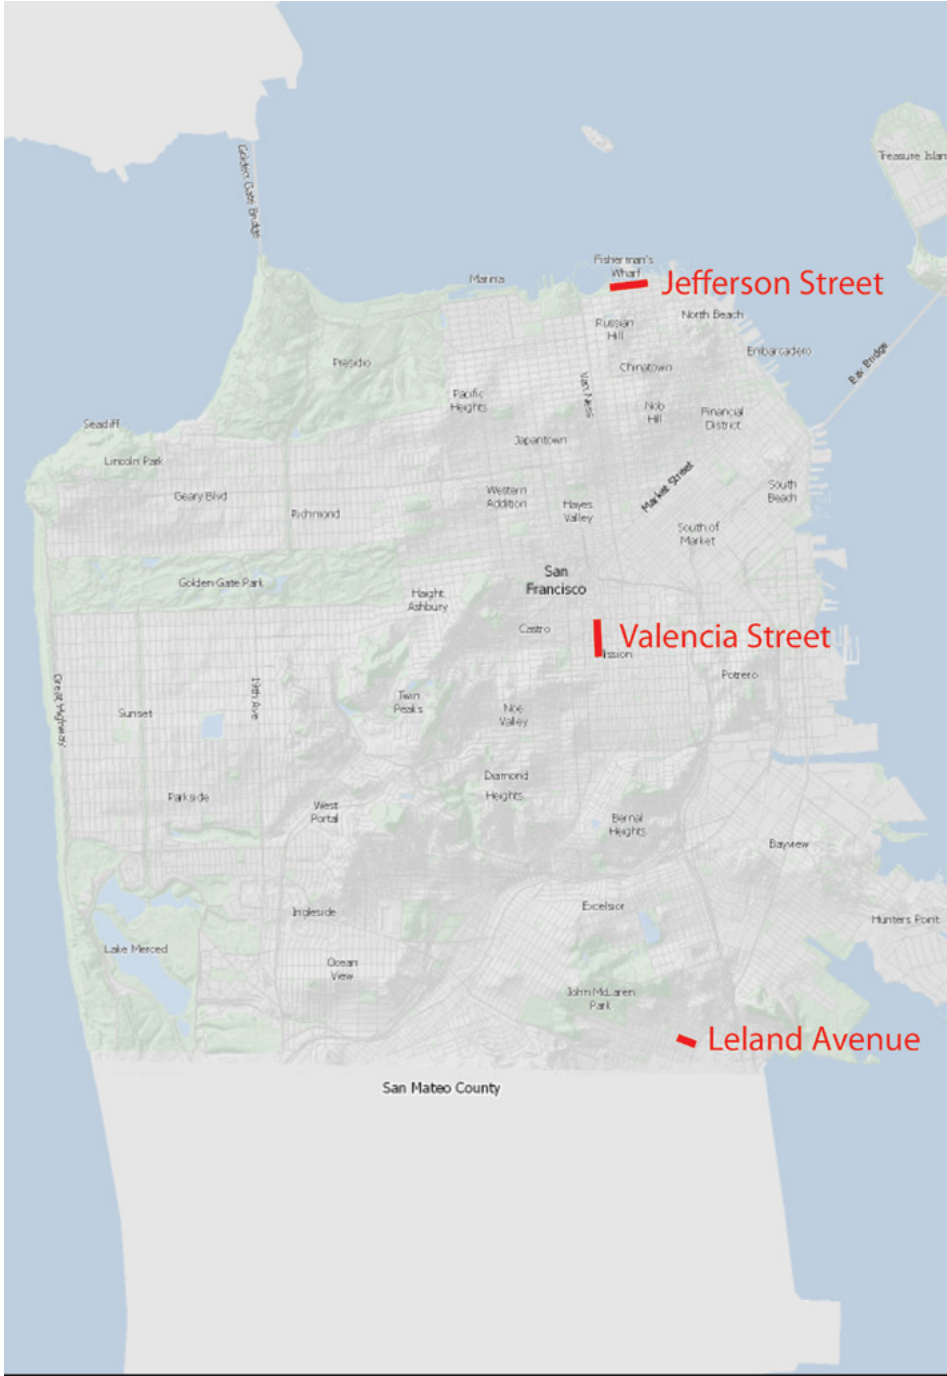 Golden Gate Bridge
Treasure Islan
Fisherman's
Wharf
Jefferson Street
Marina
Russian
Hill
North Beach
Embarcadero
Bay Bridge
Presidio
Chinatown
Van Ness
Pacific
Heights
Nob
Hill
Financial
District
Seacliff
Japantown
Lincoln Park
Market Street
Geary Blvd
Richmond
Western
Addition
Hayes
Valley
South
Beach
South of
Market
San
Francisco
Golden Gate Park
Haight
Ashbury
Castro
Valencia Street
ission
Potrero
Great Highway
19th Ave
Sunset
Twin
Peaks
Noe
Valley
Diamond
Heights
Parkside
West
Portal
Bernal
Heights
Bayview
Ingleside
Excelsior
Hunters Point
Lake Merced
Ocean
View
John McLaren
Park
Leland Avenue
San Mateo County